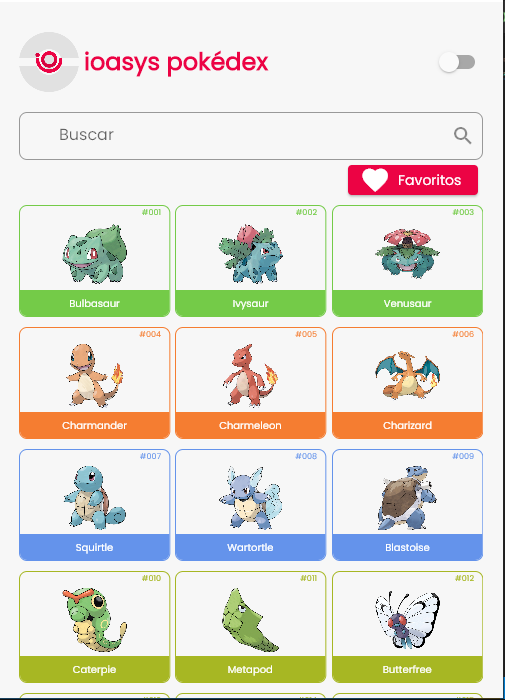 ioasys pokédex
Buscar
Favoritos
#001
#002
#003
Bulbasaur
Ivysaur
Venusaur
#004
#005
#006
Charmander
Charmeleon
Charizard
#007
#008
#009
Squirtle
Wartortle
Blastoise
#010
#011
#012
Caterpie
Metapod
Butterfree